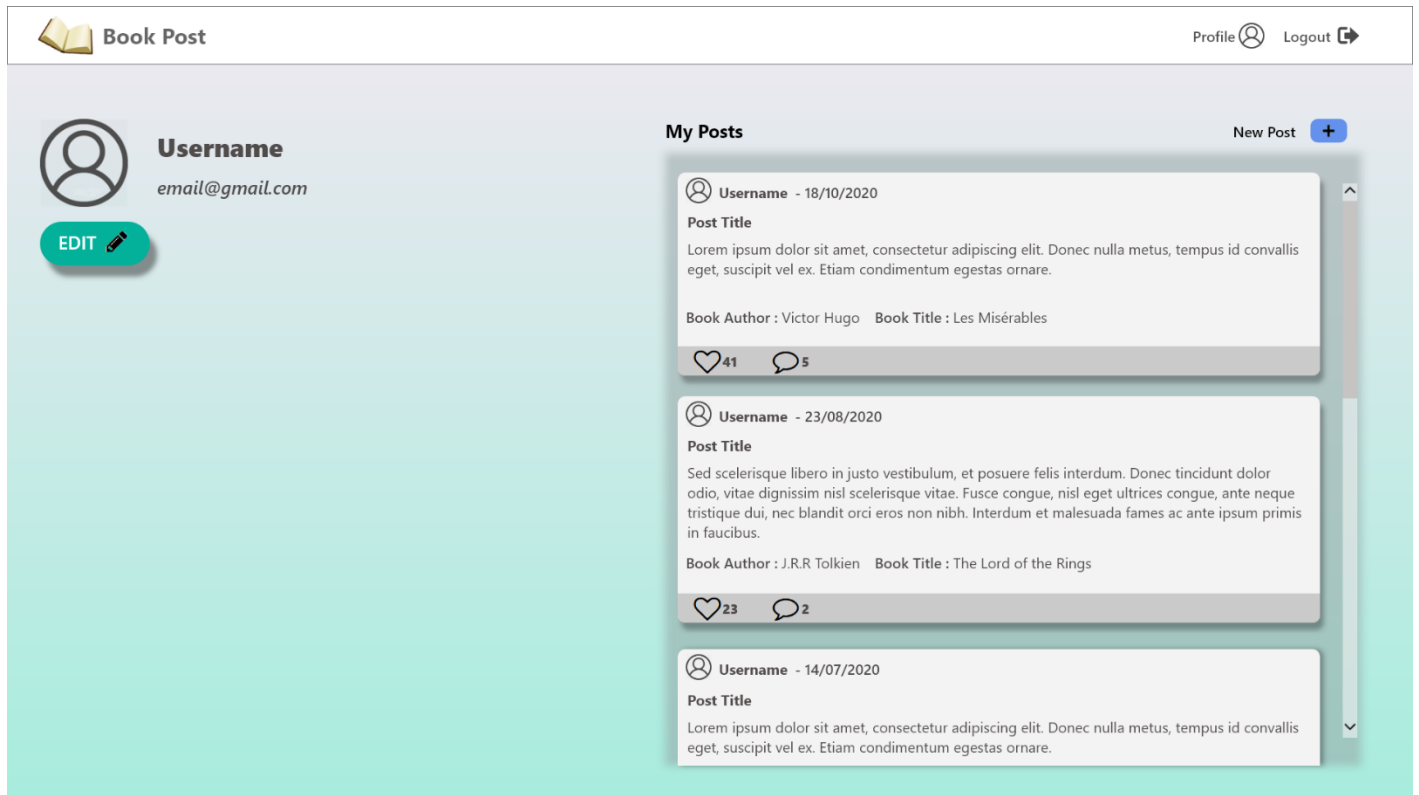 Book Post
Profile
Logout
Username
email@gmail.com
EDIT
My Posts
New Post
Username - 18/10/2020
Post Title
Lorem ipsum dolor sit amet, consectetur adipiscing elit. Donec nulla metus, tempus id convallis
eget, suscipit vel ex. Etiam condimentum egestas ornare.
Book Author : Victor Hugo Book Title : Les Misérables
41 5
Username - 23/08/2020
Post Title
Sed scelerisque libero in justo vestibulum, et posuere felis interdum. Donec tincidunt dolor
odio, vitae dignissim nisl scelerisque vitae. Fusce congue, nisl eget ultrices congue, ante neque
tristique dui, nec blandit orci eros non nibh. Interdum et malesuada fames ac ante ipsum primis
in faucibus.
Book Author : J.R.R Tolkien Book Title : The Lord of the Rings
23 2
Username - 14/07/2020
Post Title
Lorem ipsum dolor sit amet, consectetur adipiscing elit. Donec nulla metus, tempus id convallis
eget, suscipit vel ex. Etiam condimentum egestas ornare.